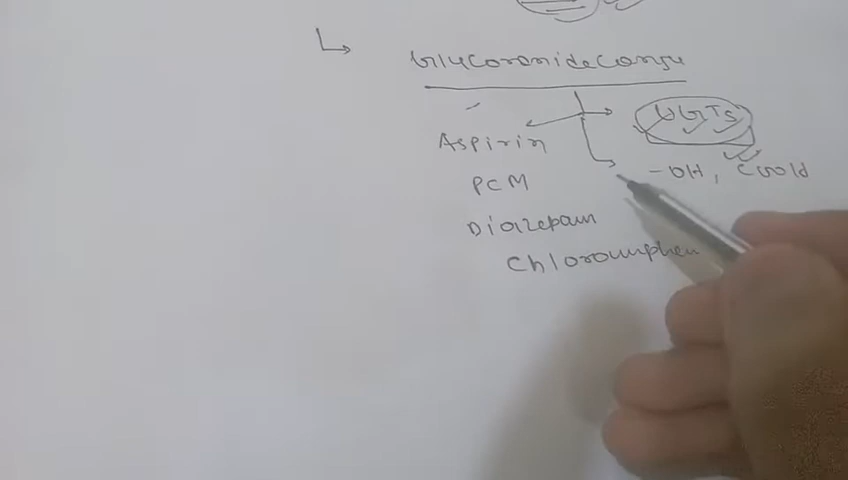 Glucoronide Conju
UGTs
Aspirin
-OH, CooH
PCM
Diazepam
Chloramphen